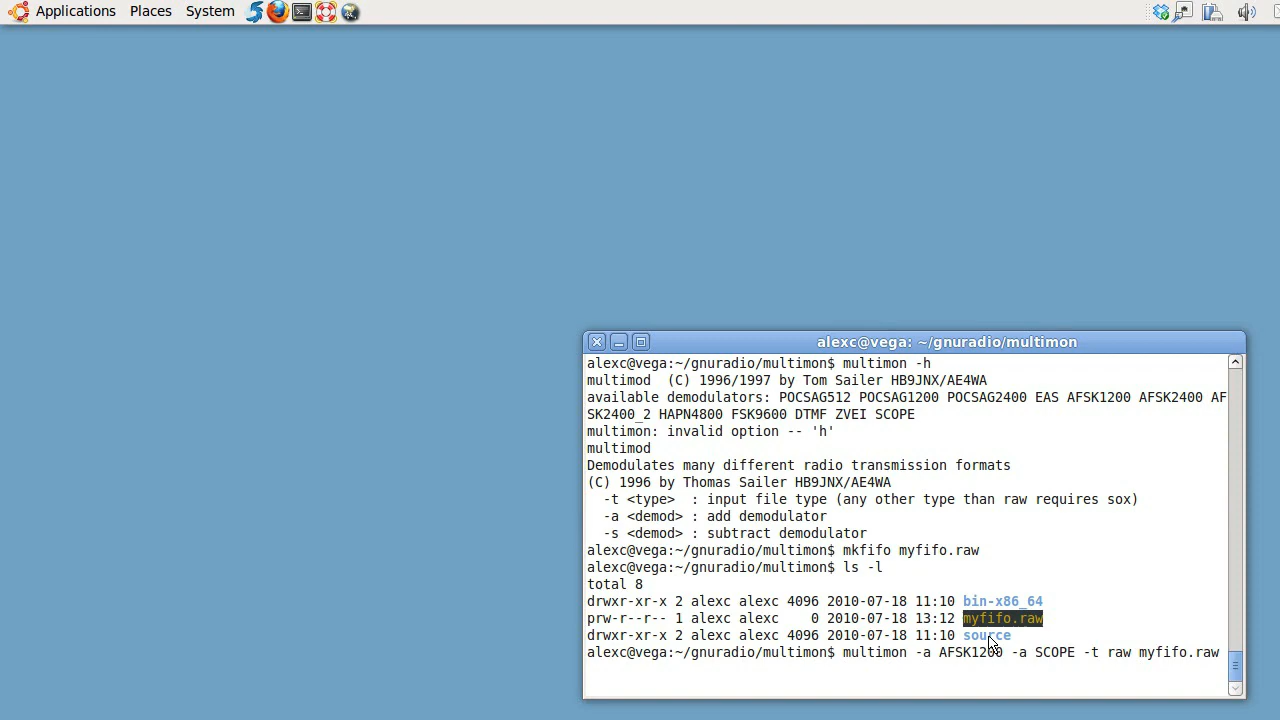 Applications Places System
alexc@vega: ~/gnuradio/multimon
alexc@vega:~/gnuradio/multimon$ multimon -h
multimod  (C) 1996/1997 by Tom Sailer HB9JNX/AE4WA
available demodulators: POCSAG512 POCSAG1200 POCSAG2400 EAS AFSK1200 AFSK2400 AF
SK2400_2 HAPN4800 FSK9600 DTMF ZVEI SCOPE
multimon: invalid option -- 'h'
multimod
Demodulates many different radio transmission formats
(C) 1996 by Thomas Sailer HB9JNX/AE4WA
  -t <type>  : input file type (any other type than raw requires sox)
  -a <demod> : add demodulator
  -s <demod> : subtract demodulator
alexc@vega:~/gnuradio/multimon$ mkfifo myfifo.raw
alexc@vega:~/gnuradio/multimon$ ls -l
total 8
drwxr-xr-x 2 alexc alexc 4096 2010-07-18 11:10 bin-x86_64
prw-r--r-- 1 alexc alexc    0 2010-07-18 13:12 myfifo.raw
drwxr-xr-x 2 alexc alexc 4096 2010-07-18 11:10 source
alexc@vega:~/gnuradio/multimon$ multimon -a AFSK1200 -a SCOPE -t raw myfifo.raw